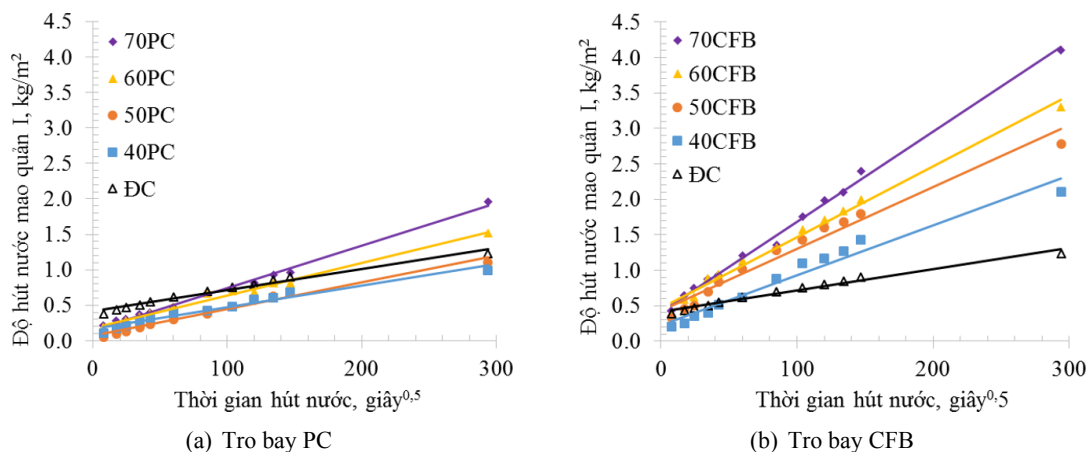 Độ hút nước mao quản I, kg/m²
4.5
4.0
3.5
3.0
2.5
2.0
1.5
1.0
0.5
0.0
70PC
60PC
50PC
40PC
ĐC
0 100 200 300
Thời gian hút nước, giây⁰,⁵
(a) Tro bay PC
Độ hút nước mao quản I, kg/m²
4.5
4.0
3.5
3.0
2.5
2.0
1.5
1.0
0.5
0.0
70CFB
60CFB
50CFB
40CFB
ĐC
0 100 200 300
Thời gian hút nước, giây⁰,5
(b) Tro bay CFB